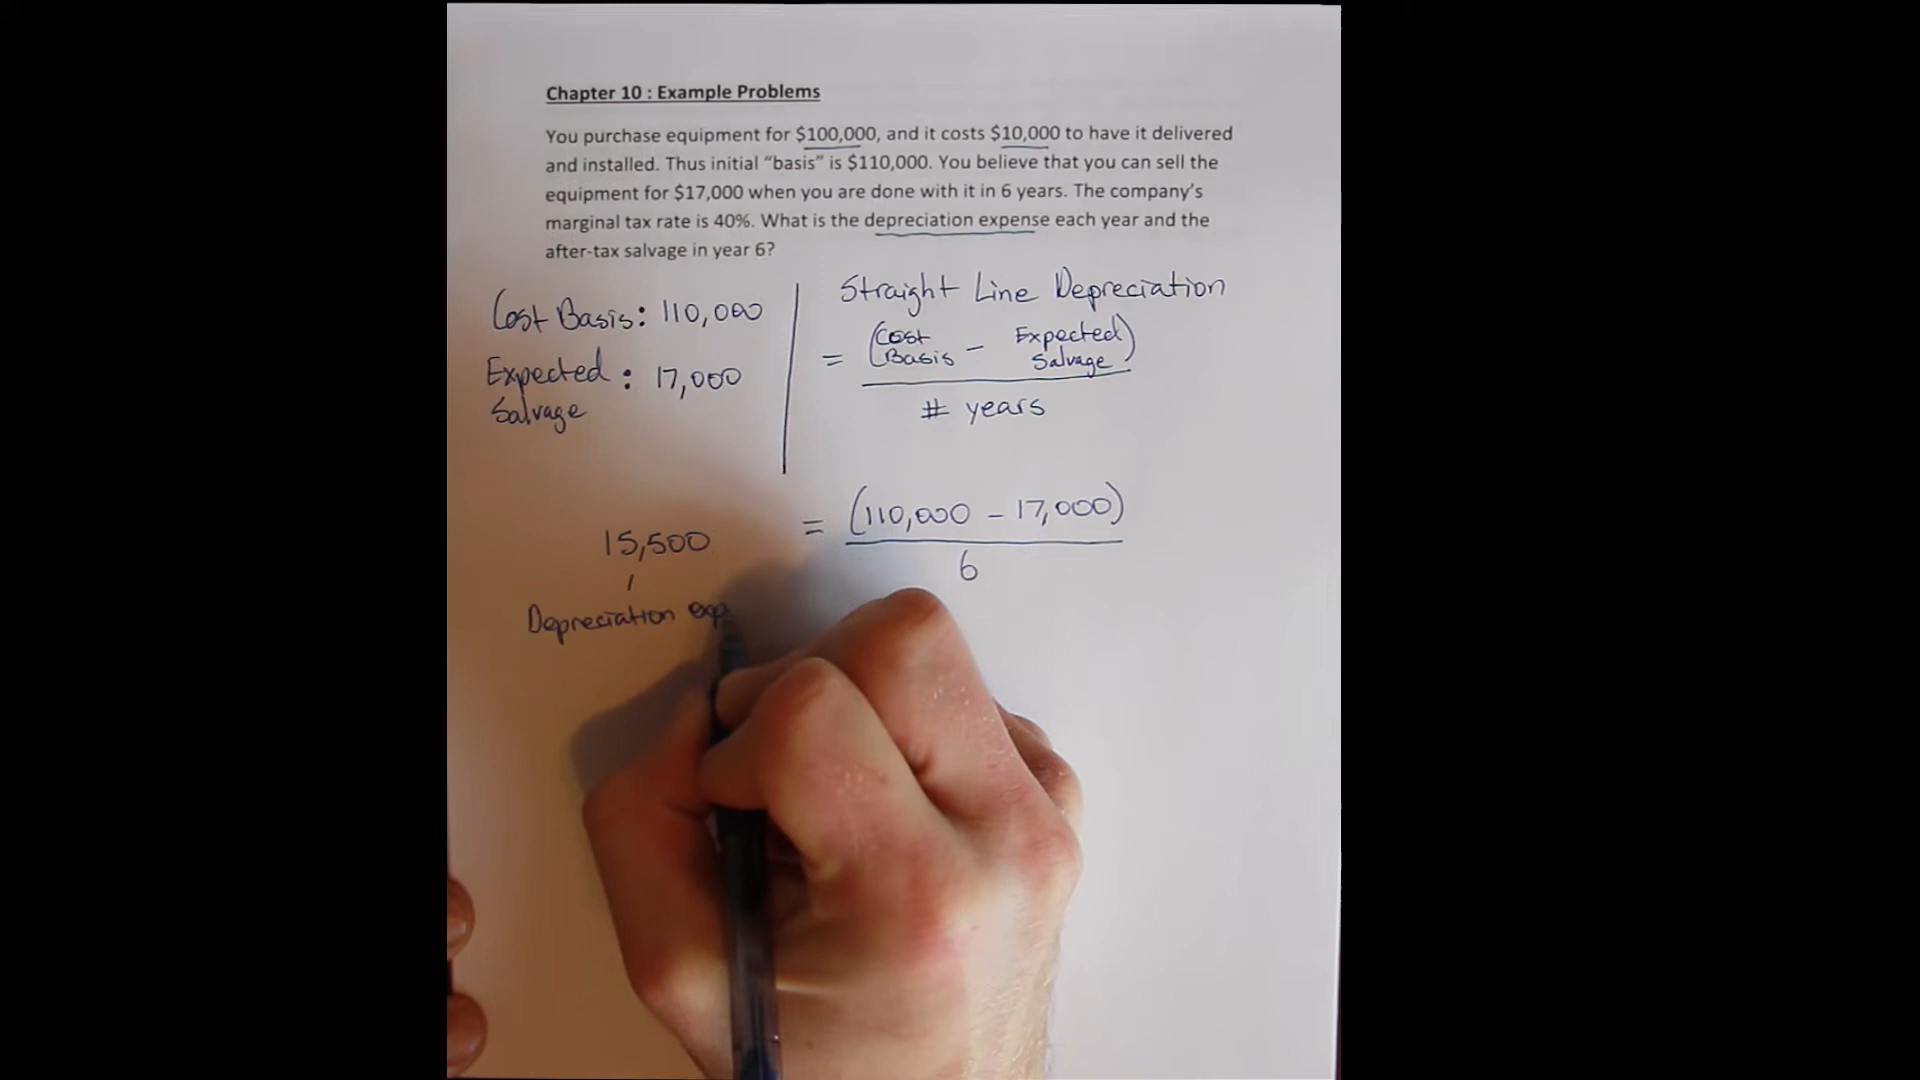 Chapter 10 : Example Problems
You purchase equipment for $100,000, and it costs $10,000 to have it delivered
and installed. Thus initial “basis” is $110,000. You believe that you can sell the
equipment for $17,000 when you are done with it in 6 years. The company’s
marginal tax rate is 40%. What is the depreciation expense each year and the
after-tax salvage in year 6?
Cost Basis: 110,000
Expected : 17,000
Salvage
Straight Line Depreciation
= (Cost Basis - Expected Salvage)
# years
15,500 = (110,000 - 17,000)
6
Depreciation exp